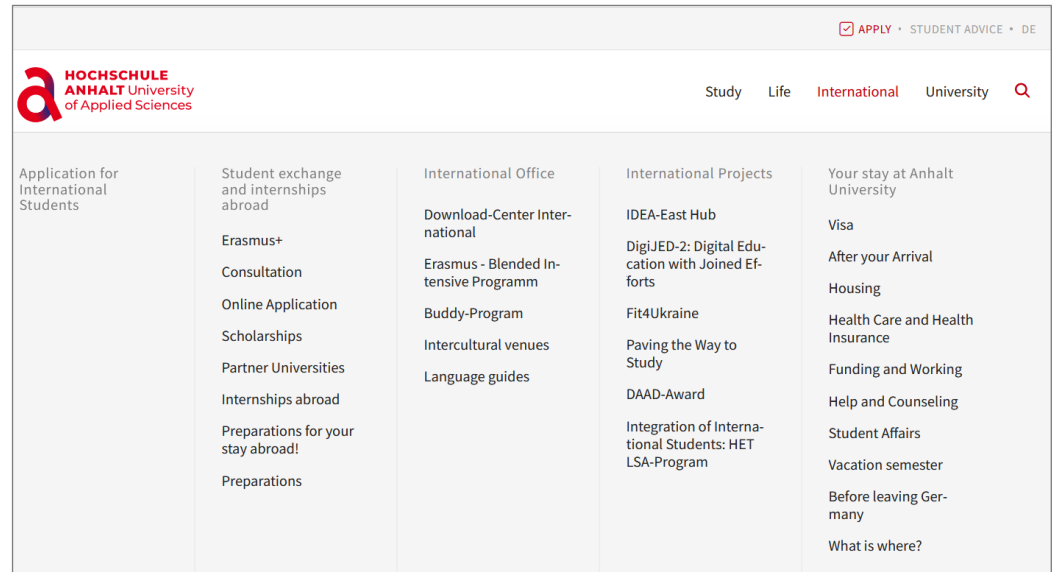 APPLY • STUDENT ADVICE • DE
HOCHSCHULE
ANHALT University
of Applied Sciences
Study Life International University
Application for
International
Students
Student exchange
and internships
abroad
Erasmus+
Consultation
Online Application
Scholarships
Partner Universities
Internships abroad
Preparations for your
stay abroad!
Preparations
International Office
Download-Center Inter-
national
Erasmus - Blended In-
tensive Programm
Buddy-Program
Intercultural venues
Language guides
International Projects
IDEA-East Hub
DigiJED-2: Digital Edu-
cation with Joined Ef-
forts
Fit4Ukraine
Paving the Way to
Study
DAAD-Award
Integration of Interna-
tional Students: HET
LSA-Program
Your stay at Anhalt
University
Visa
After your Arrival
Housing
Health Care and Health
Insurance
Funding and Working
Help and Counseling
Student Affairs
Vacation semester
Before leaving Ger-
many
What is where?